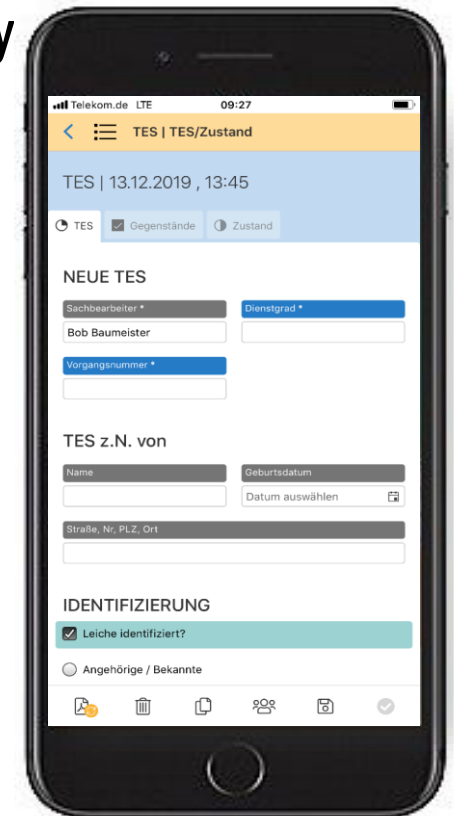 y
Telekom.de LTE 09:27
TES | TES/Zustand
TES | 13.12.2019 , 13:45
TES Gegenstände Zustand
NEUE TES
Sachbearbeiter * Dienstgrad *
Bob Baumeister
Vorgangsnummer *
TES z.N. von
Name Geburtsdatum
Datum auswählen
Straße, Nr, PLZ, Ort
IDENTIFIZIERUNG
Leiche identifiziert?
Angehörige / Bekannte